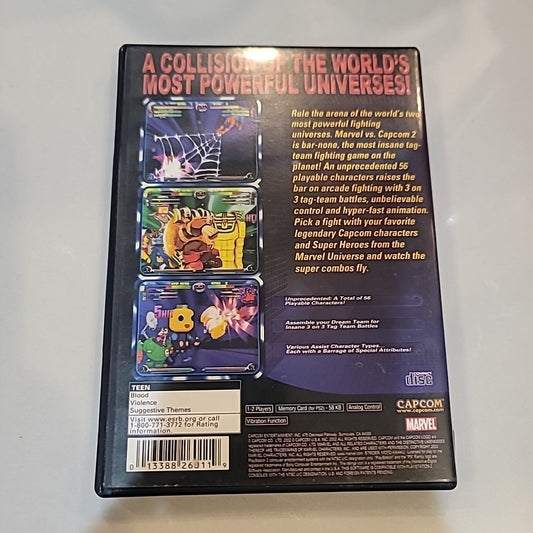 A COLLISION OF THE WORLD'S
MOST POWERFUL UNIVERSES!
Rule the arena of the world's two
most powerful fighting
universes. Marvel vs. Capcom 2
is bar-none, the most insane tag-
team fighting game on the
planet! An unprecedented 56
playable characters raises the
bar on arcade fighting with 3 on
3 tag-team battles, unbelievable
control and hyper-fast animation.
Pick a fight with your favorite
legendary Capcom characters
and Super Heroes from the
Marvel Universe and watch the
super combos fly.
Unprecedented: A Total of 56
Playable Characters!
Assemble your Dream Team for
Insane 3 on 3 Tag Team Battles
Various Assist Character Types...
Each with a Barrage of Special Attributes!
COMPACT
disc
TEEN
Blood
Violence
Suggestive Themes
Visit www.esrb.org or call
1-800-771-3772 for Rating
Information.
1-2 Players
Memory Card (for PS2) - 58 KB
Analog Control
Vibration Function
CAPCOM
www.capcom.com
MARVEL
0 13388 26011 9